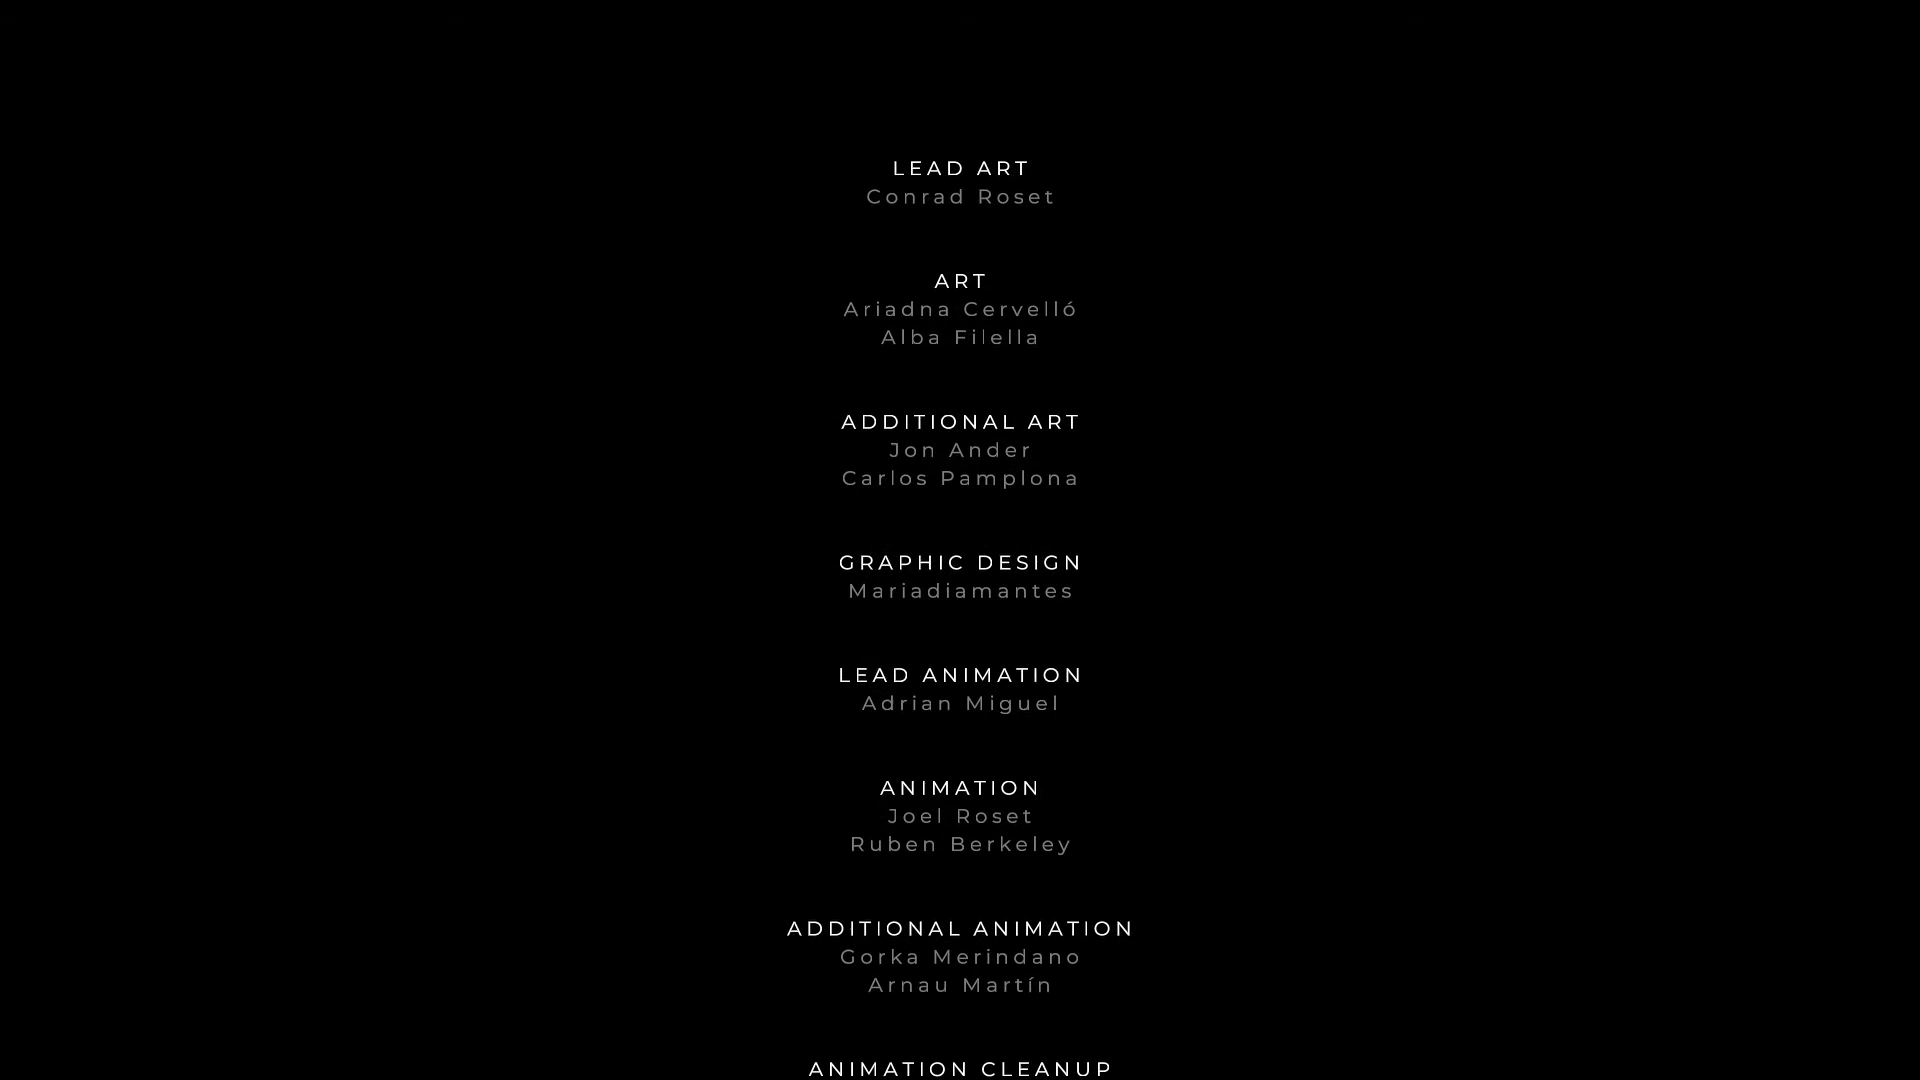 LEAD ART
Conrad Roset
ART
Ariadna Cervelló
Alba Filella
ADDITIONAL ART
Jon Ander
Carlos Pamplona
GRAPHIC DESIGN
Mariadiamantes
LEAD ANIMATION
Adrian Miguel
ANIMATION
Joel Roset
Ruben Berkeley
ADDITIONAL ANIMATION
Gorka Merindano
Arnau Martín
ANIMATION CLEANUP